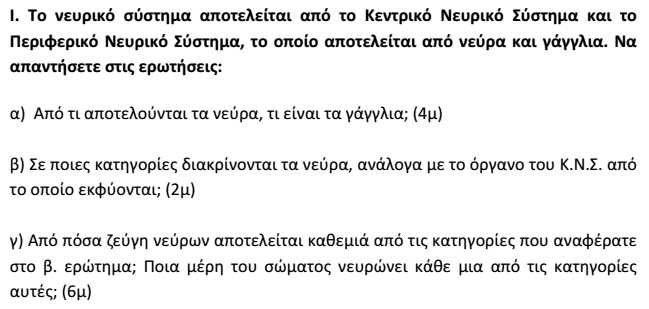 Ι. Το νευρικό σύστημα αποτελείται από το Κεντρικό Νευρικό Σύστημα και το
Περιφερικό Νευρικό Σύστημα, το οποίο αποτελείται από νεύρα και γάγγλια. Να
απαντήσετε στις ερωτήσεις:
α) Από τι αποτελούνται τα νεύρα, τι είναι τα γάγγλια; (4μ)
β) Σε ποιες κατηγορίες διακρίνονται τα νεύρα, ανάλογα με το όργανο του Κ.Ν.Σ. από
το οποίο εκφύονται; (2μ)
γ) Από πόσα ζεύγη νεύρων αποτελείται καθεμιά από τις κατηγορίες που αναφέρατε
στο β. ερώτημα; Ποια μέρη του σώματος νευρώνει κάθε μια από τις κατηγορίες
αυτές; (6μ)